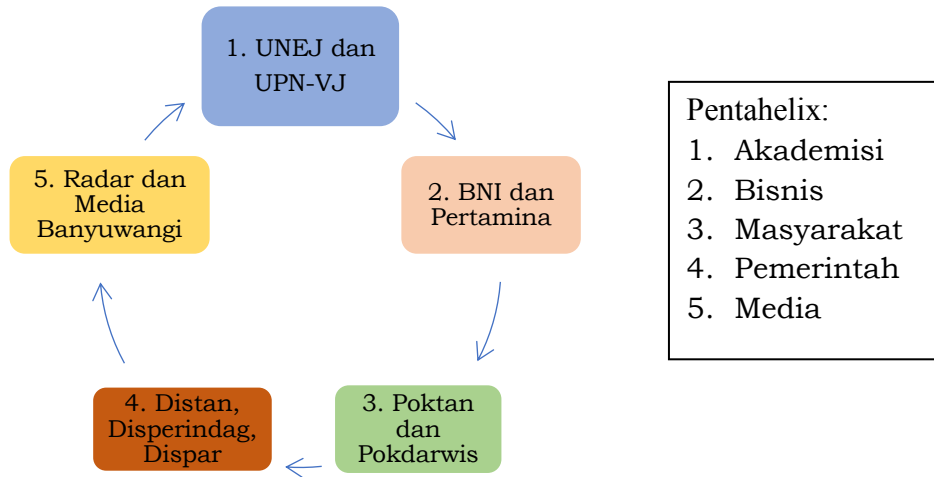 1. UNEJ dan
UPN-VJ
2. BNI dan
Pertamina
3. Poktan
dan
Pokdarwis
4. Distan,
Disperindag,
Dispar
5. Radar dan
Media
Banyuwangi
Pentahelix:
1. Akademisi
2. Bisnis
3. Masyarakat
4. Pemerintah
5. Media